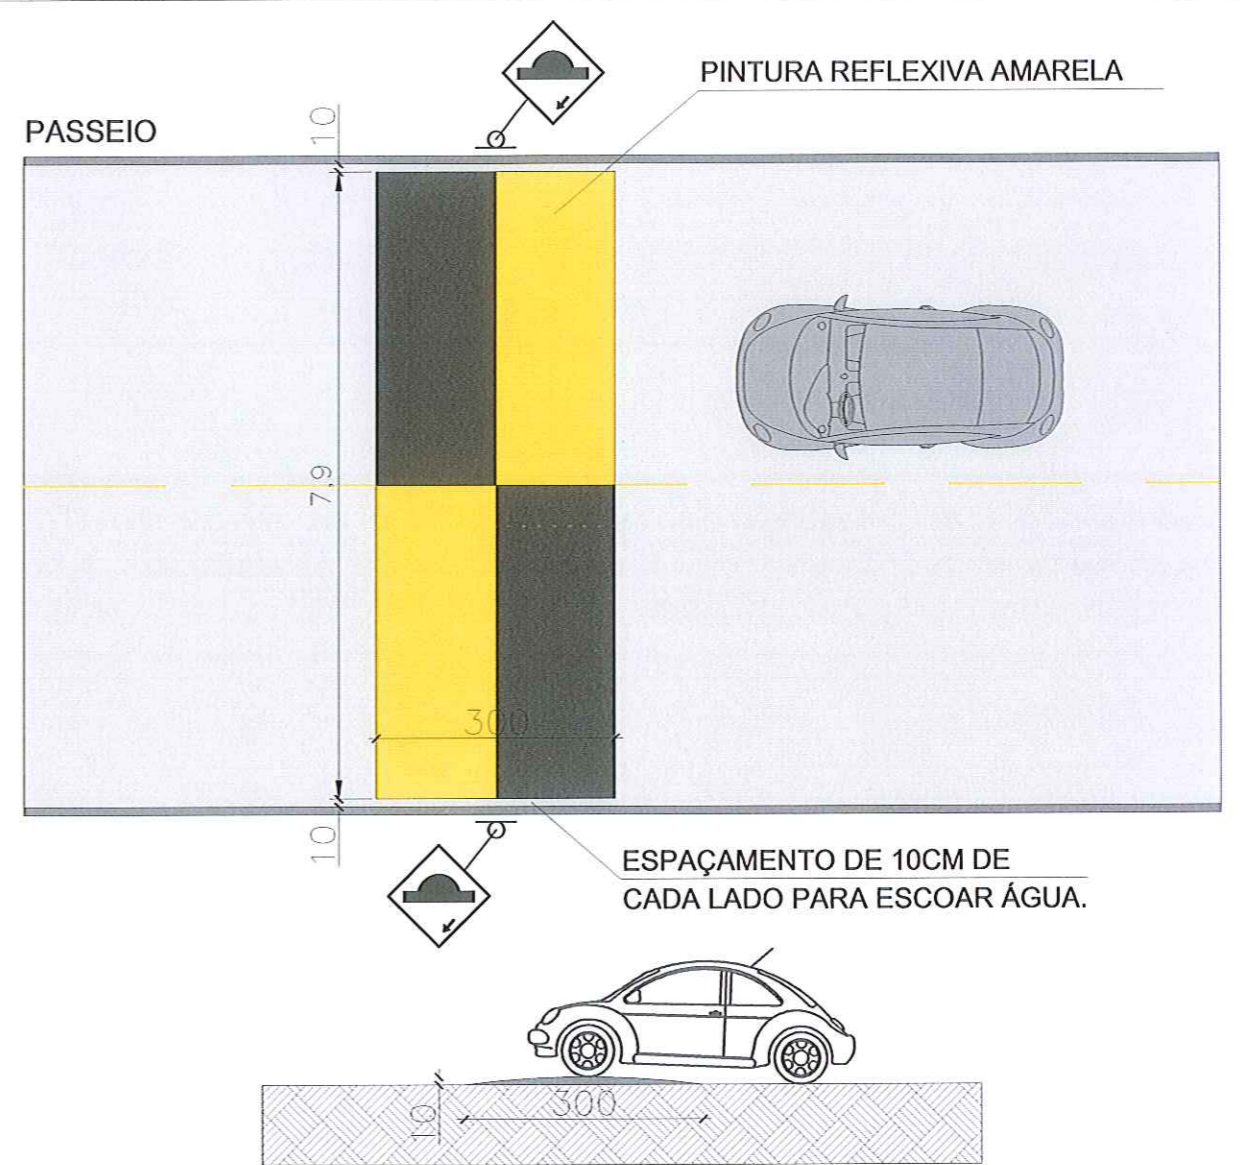 PINTURA REFLEXIVA AMARELA
PASSEIO
10
7,9
300
10
ESPAÇAMENTO DE 10CM DE
CADA LADO PARA ESCOAR ÁGUA.
10
300